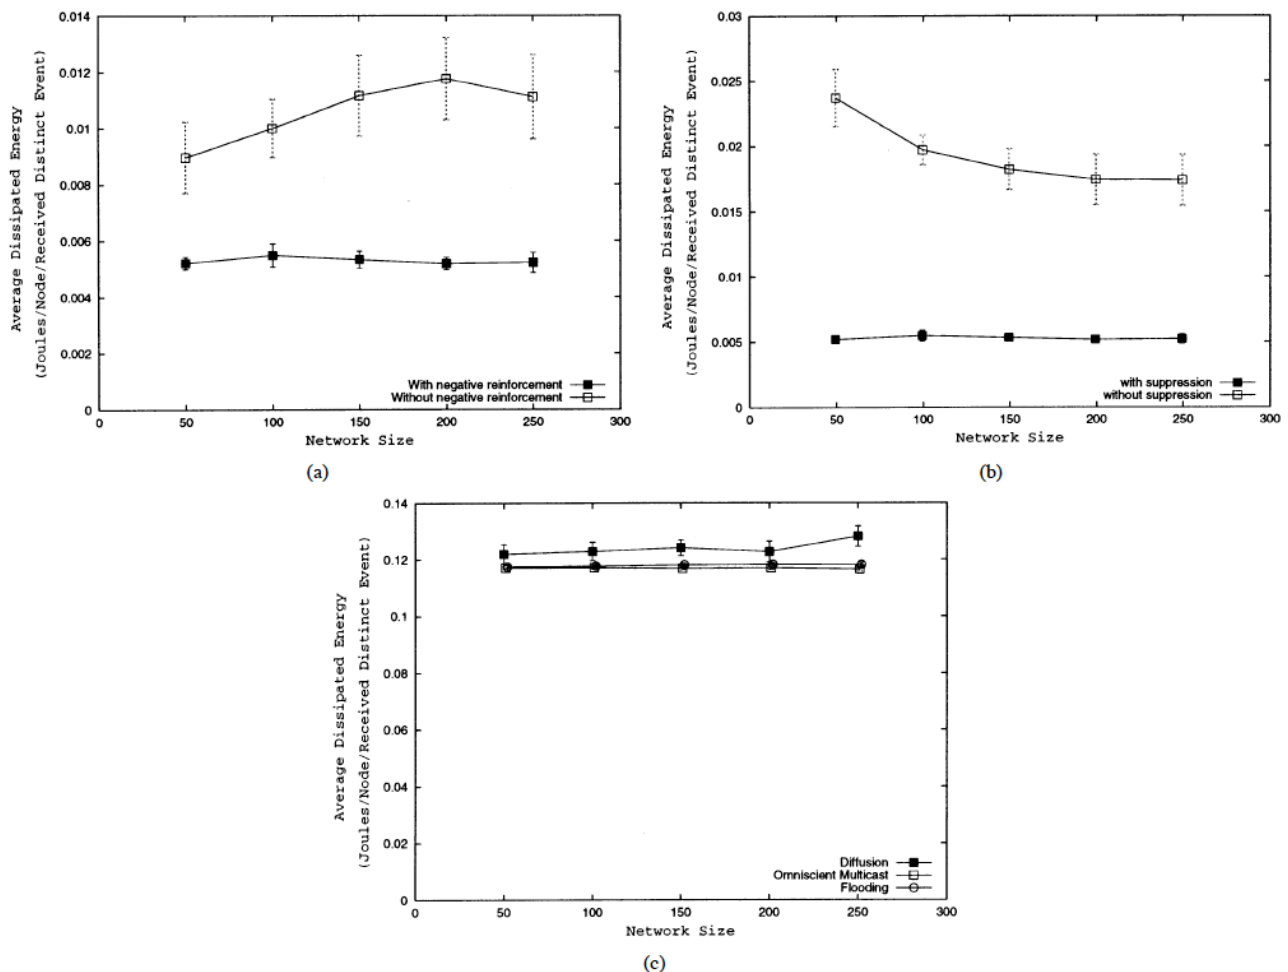 0.014
0.012
0.01
0.008
0.006
0.004
0.002
0
Average Dissipated Energy
(Joules/Node/Received Distinct Event)
With negative reinforcement
Without negative reinforcement
0 50 100 150 200 250 300
Network Size
(a)
0.03
0.025
0.02
0.015
0.01
0.005
0
Average Dissipated Energy
(Joules/Node/Received Distinct Event)
with suppression
without suppression
0 50 100 150 200 250 300
Network Size
(b)
0.14
0.12
0.1
0.08
0.06
0.04
0.02
0
Average Dissipated Energy
(Joules/Node/Received Distinct Event)
Diffusion
Omniscient Multicast
Flooding
0 50 100 150 200 250 300
Network Size
(c)